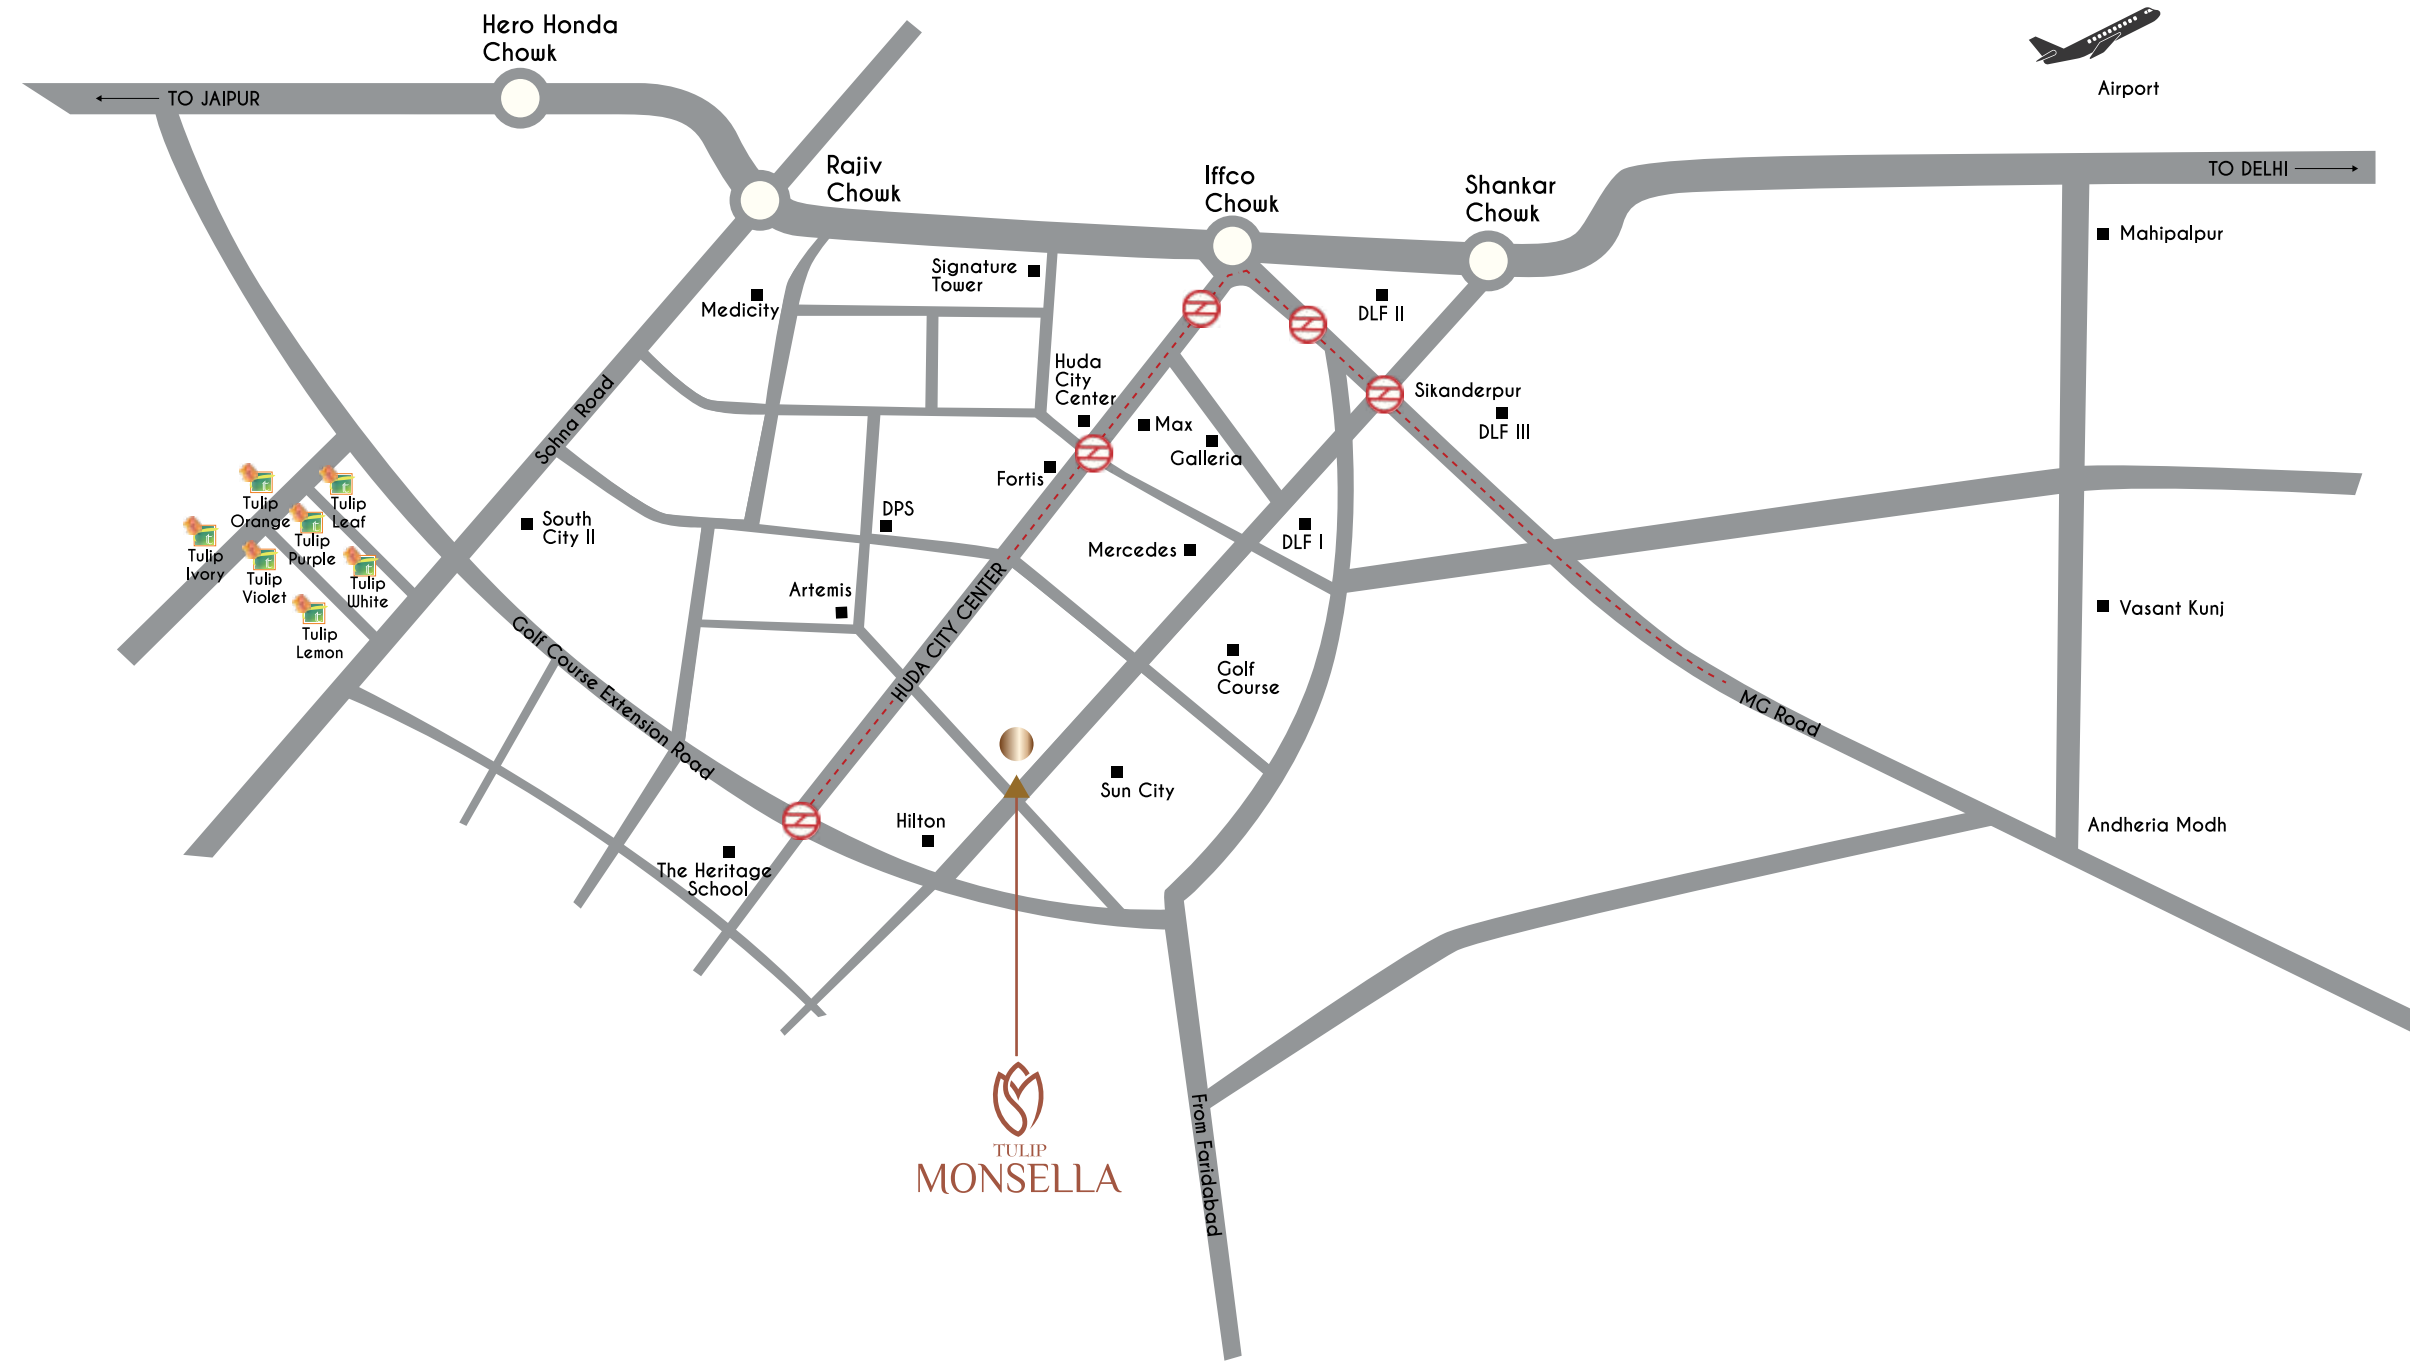 Hero Honda
Chowk
TO JAIPUR
Airport
Rajiv
Chowk
Iffco
Chowk
Shankar
Chowk
TO DELHI
Mahipalpur
Signature
Tower
Medicity
DLF II
Huda
City
Center
Sikanderpur
DLF III
Max
Galleria
Sohna Road
Fortis
Tulip
Orange
Tulip
Leaf
Tulip
Ivory
Tulip
Purple
Tulip
Violet
Tulip
White
Tulip
Lemon
South
City II
DPS
DLF I
Mercedes
Artemis
HUDA CITY CENTER
Vasant Kunj
Golf Course Extension Road
Golf
Course
MG Road
Sun City
Hilton
Andheria Modh
The Heritage
School
From Faridabad
TULIP
MONSELLA